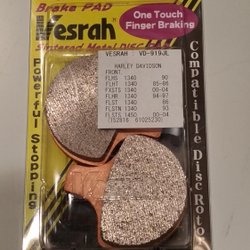 Brake PAD
Vesrah
Sintered Metal Disc
One Touch
Finger Braking
VESRAH VD-919JL
HARLEY DAVIDSON
FRONT
FLHS 1340 90
FLHT 1340 85-86
FXSTS 1340 00-04
FLHR 1340 94-97
FLST 1340 86
FLSTN 1340 93
FLSTS 1450 00-04
Powerful Stopping
Compatible Disc Rotor